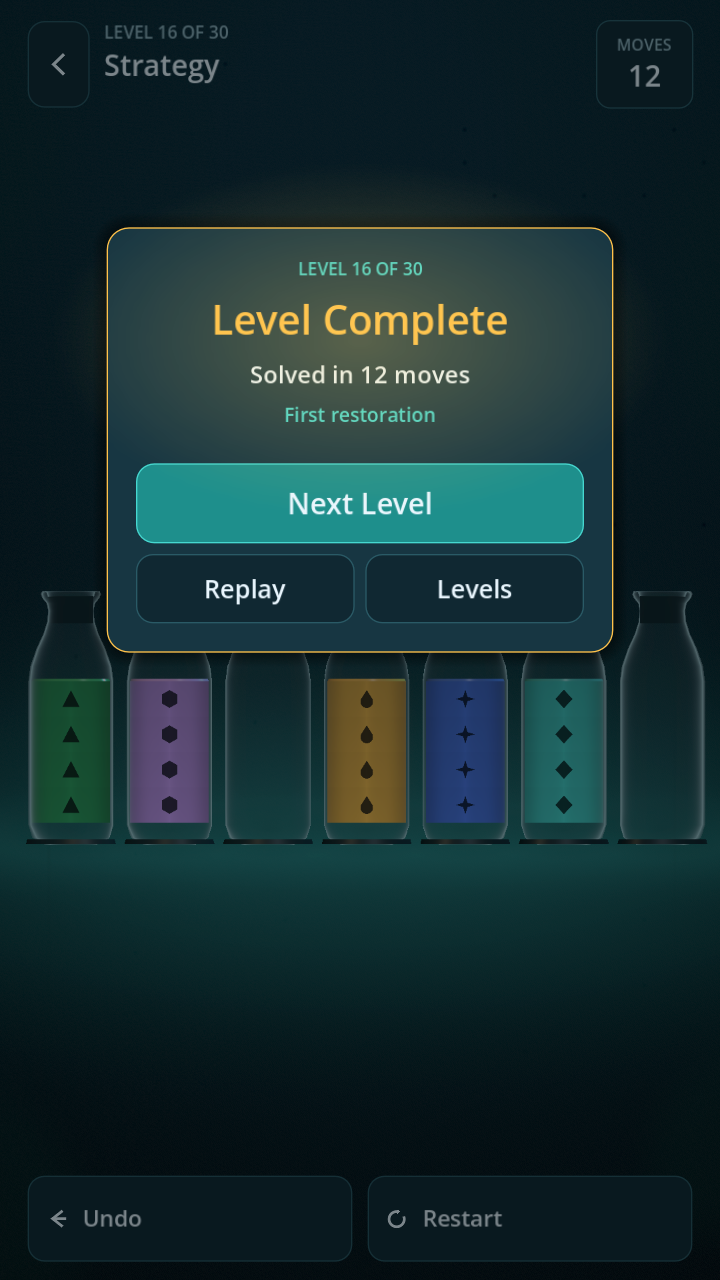 LEVEL 16 OF 30
Strategy
MOVES
12
LEVEL 16 OF 30
Level Complete
Solved in 12 moves
First restoration
Next Level
Replay
Levels
Undo
Restart